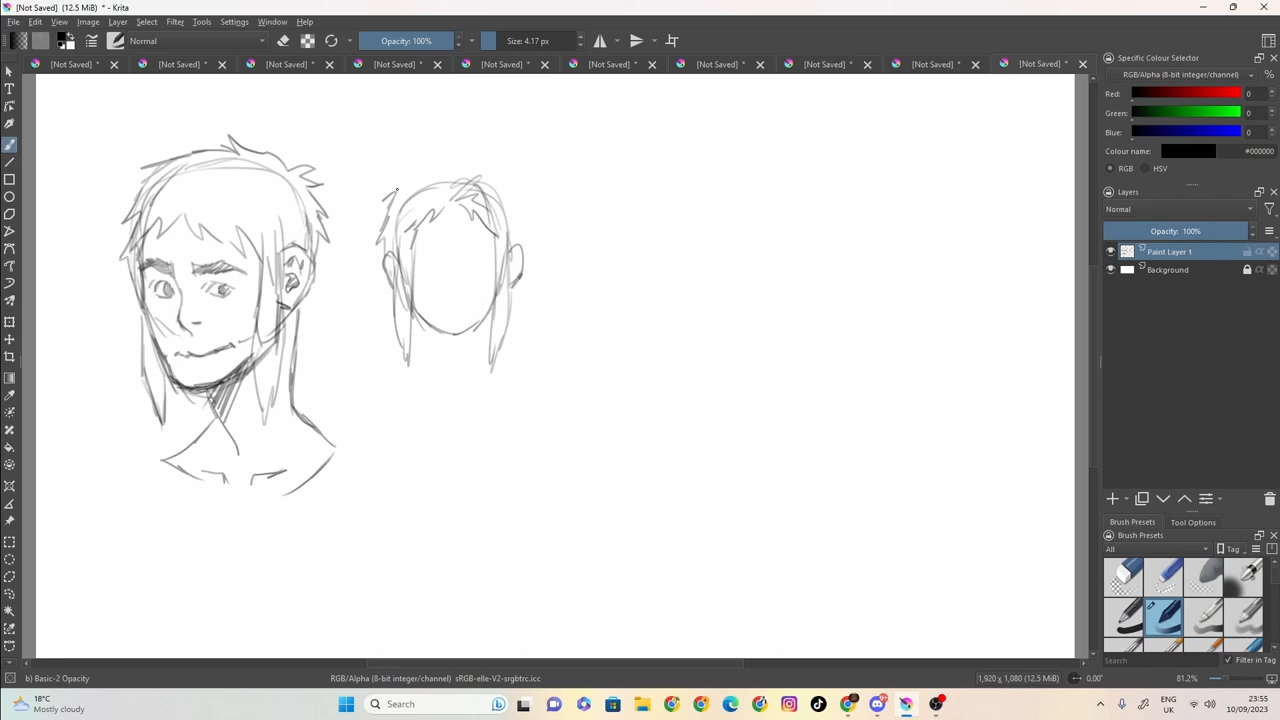 [Not Saved] (12.5 MiB) * - Krita
File Edit View Image Layer Select Filter Tools Settings Window Help
Normal Opacity: 100% Size: 4.17 px
[Not Saved] * [Not Saved] * [Not Saved] * [Not Saved] * [Not Saved] * [Not Saved] * [Not Saved] * [Not Saved] * [Not Saved] * [Not Saved] *
Specific Colour Selector
RGB/Alpha (8-bit integer/channel) %
Red: 0
Green: 0
Blue: 0
Colour name: #000000
RGB HSV
Layers
Normal
Opacity: 100%
Paint Layer 1
Background
Brush Presets Tool Options
Brush Presets
All Tag
Search Filter in Tag
b) Basic-2 Opacity RGB/Alpha (8-bit integer/channel) sRGB-elle-V2-srgbtrc.icc 1,920 x 1,080 (12.5 MiB) 0.00° 81.2%
18°C
Mostly cloudy
Search
ENG
UK
23:55
10/09/2023